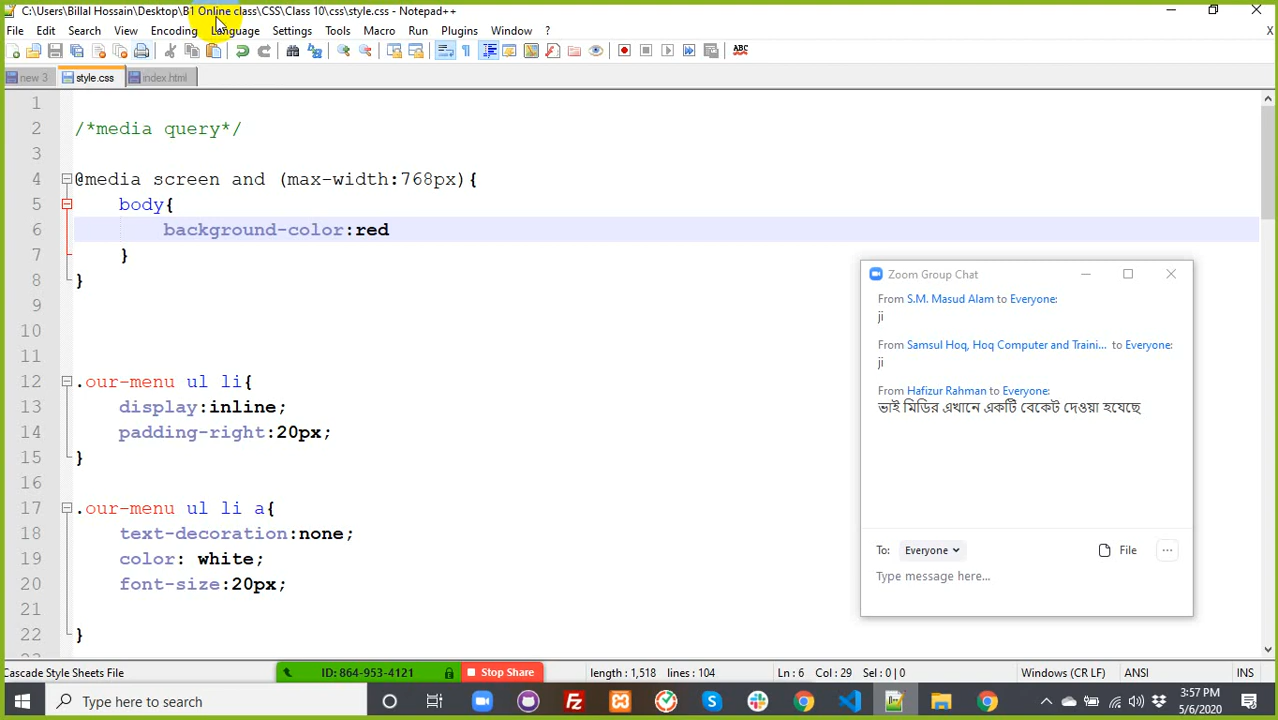 C:\Users\Billal Hossain\Desktop\B1 Online class\CSS\Class 10\css\style.css - Notepad++
File Edit Search View Encoding Language Settings Tools Macro Run Plugins Window ? X
ABC
new 3 style.css index.html
1
2 /*media query*/
3
4 @media screen and (max-width:768px){
5 body{
6 background-color:red
7 }
8 }
9
10
11
12 .our-menu ul li{
13 display:inline;
14 padding-right:20px;
15 }
16
17 .our-menu ul li a{
18 text-decoration:none;
19 color: white;
20 font-size:20px;
21
22 }
Zoom Group Chat
From S.M. Masud Alam to Everyone:
ji
From Samsul Hoq, Hoq Computer and Traini... to Everyone:
ji
From Hafizur Rahman to Everyone:
ভাই মিডির এখানে একটি বেকেট দেওয়া হযেছে
To: Everyone File ...
Type message here...
Cascade Style Sheets File ID: 864-953-4121 Stop Share length : 1,518 lines : 104 Ln : 6 Col : 29 Sel : 0 | 0 Windows (CR LF) ANSI INS
Type here to search
3:57 PM
5/6/2020